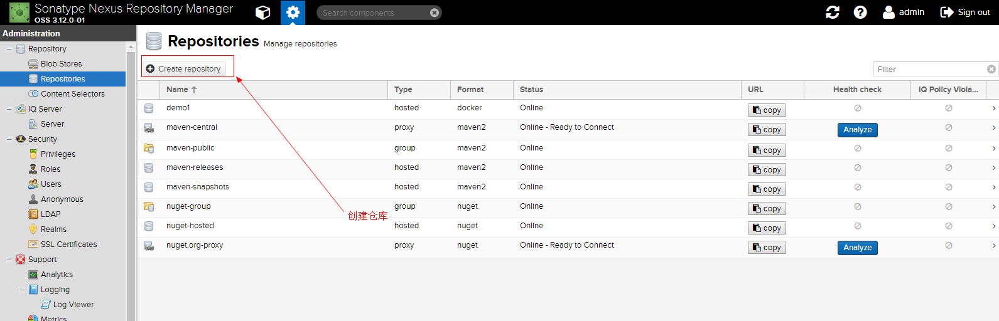 Sonatype Nexus Repository Manager
OSS 3.12.0-01
Search components
admin
Sign out
Administration
Repository
Blob Stores
Repositories
Content Selectors
IQ Server
Server
Security
Privileges
Roles
Users
Anonymous
LDAP
Realms
SSL Certificates
Support
Analytics
Logging
Log Viewer
Metrics
Repositories Manage repositories
Create repository
Filter
Name Type Format Status URL Health check IQ Policy Viola...
demo1 hosted docker Online copy
maven-central proxy maven2 Online - Ready to Connect copy Analyze
maven-public group maven2 Online copy
maven-releases hosted maven2 Online copy
maven-snapshots hosted maven2 Online copy
nuget-group group nuget Online copy
创建仓库
nuget-hosted hosted nuget Online copy
nuget.org-proxy proxy nuget Online - Ready to Connect copy Analyze